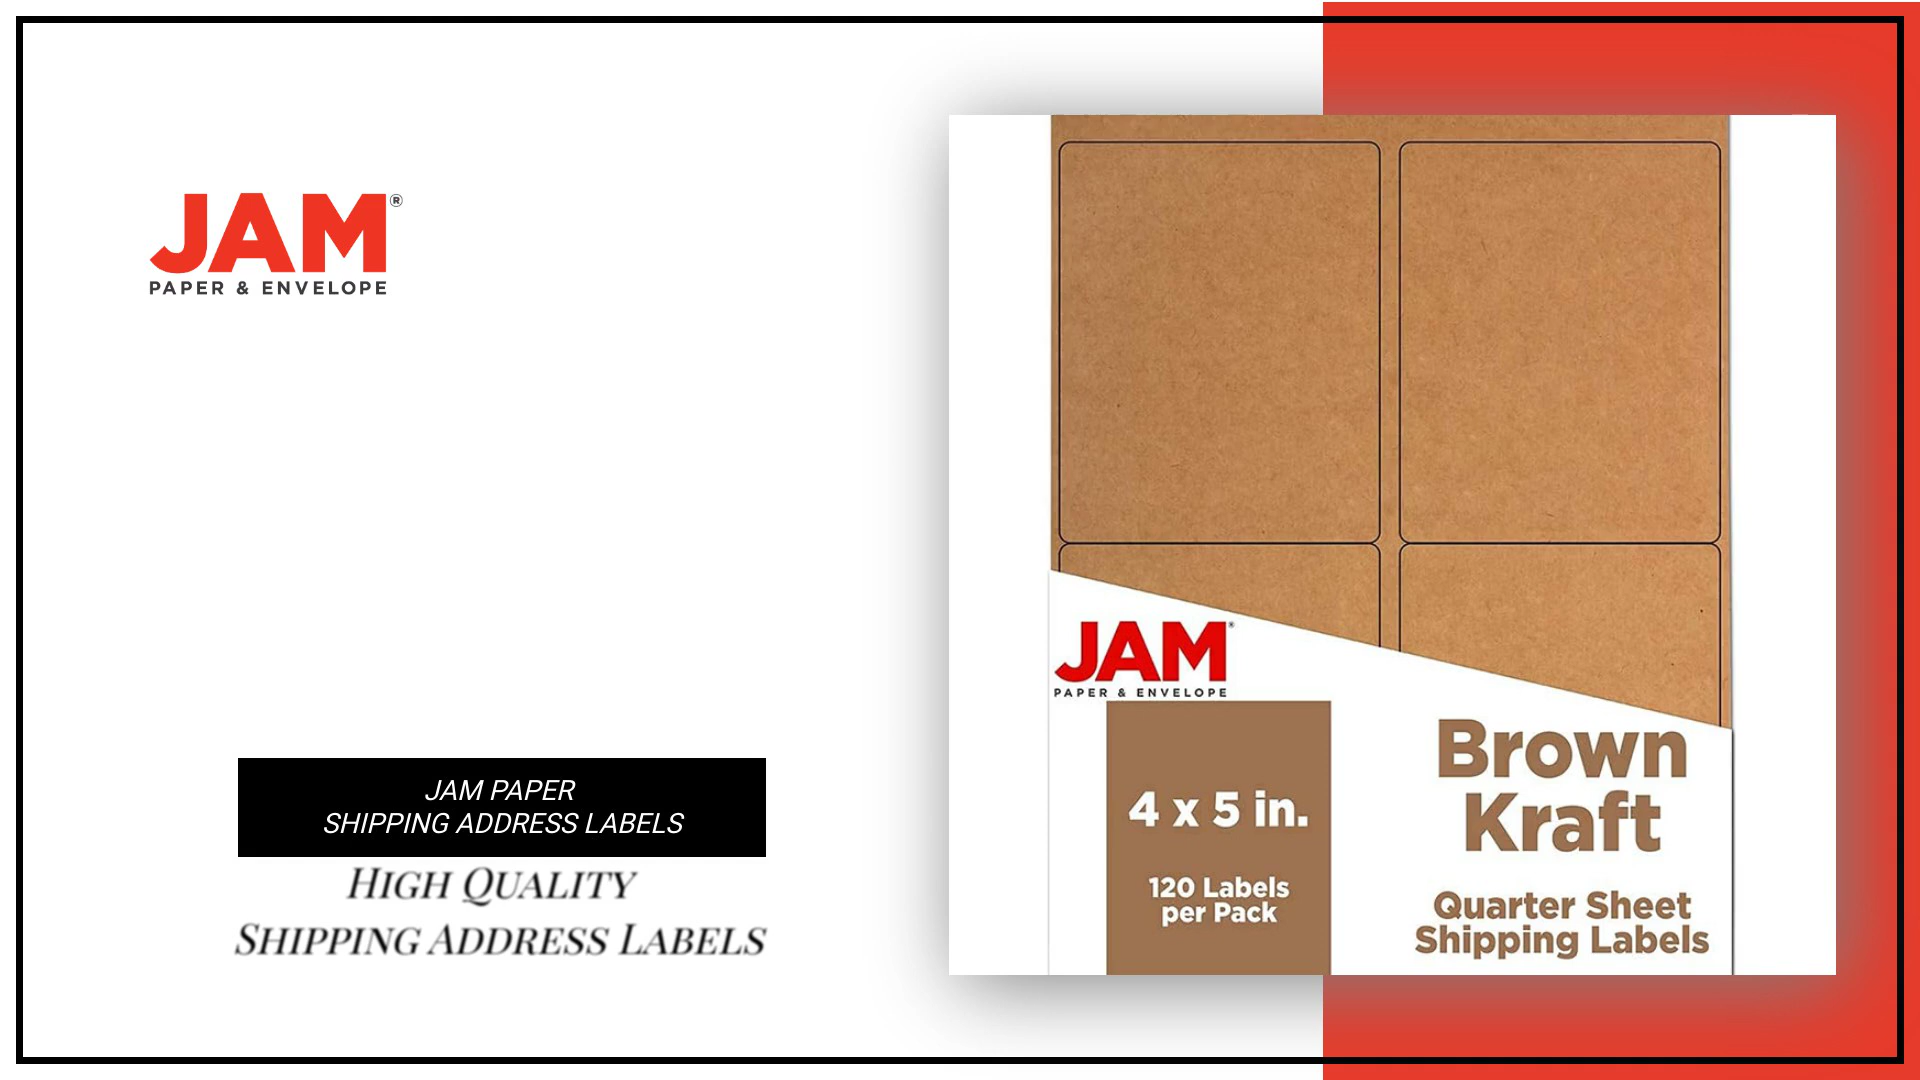 JAM®
PAPER & ENVELOPE
JAM PAPER
SHIPPING ADDRESS LABELS
High Quality
Shipping Address Labels
JAM®
PAPER & ENVELOPE
4 x 5 in.
120 Labels
per Pack
Brown
Kraft
Quarter Sheet
Shipping Labels